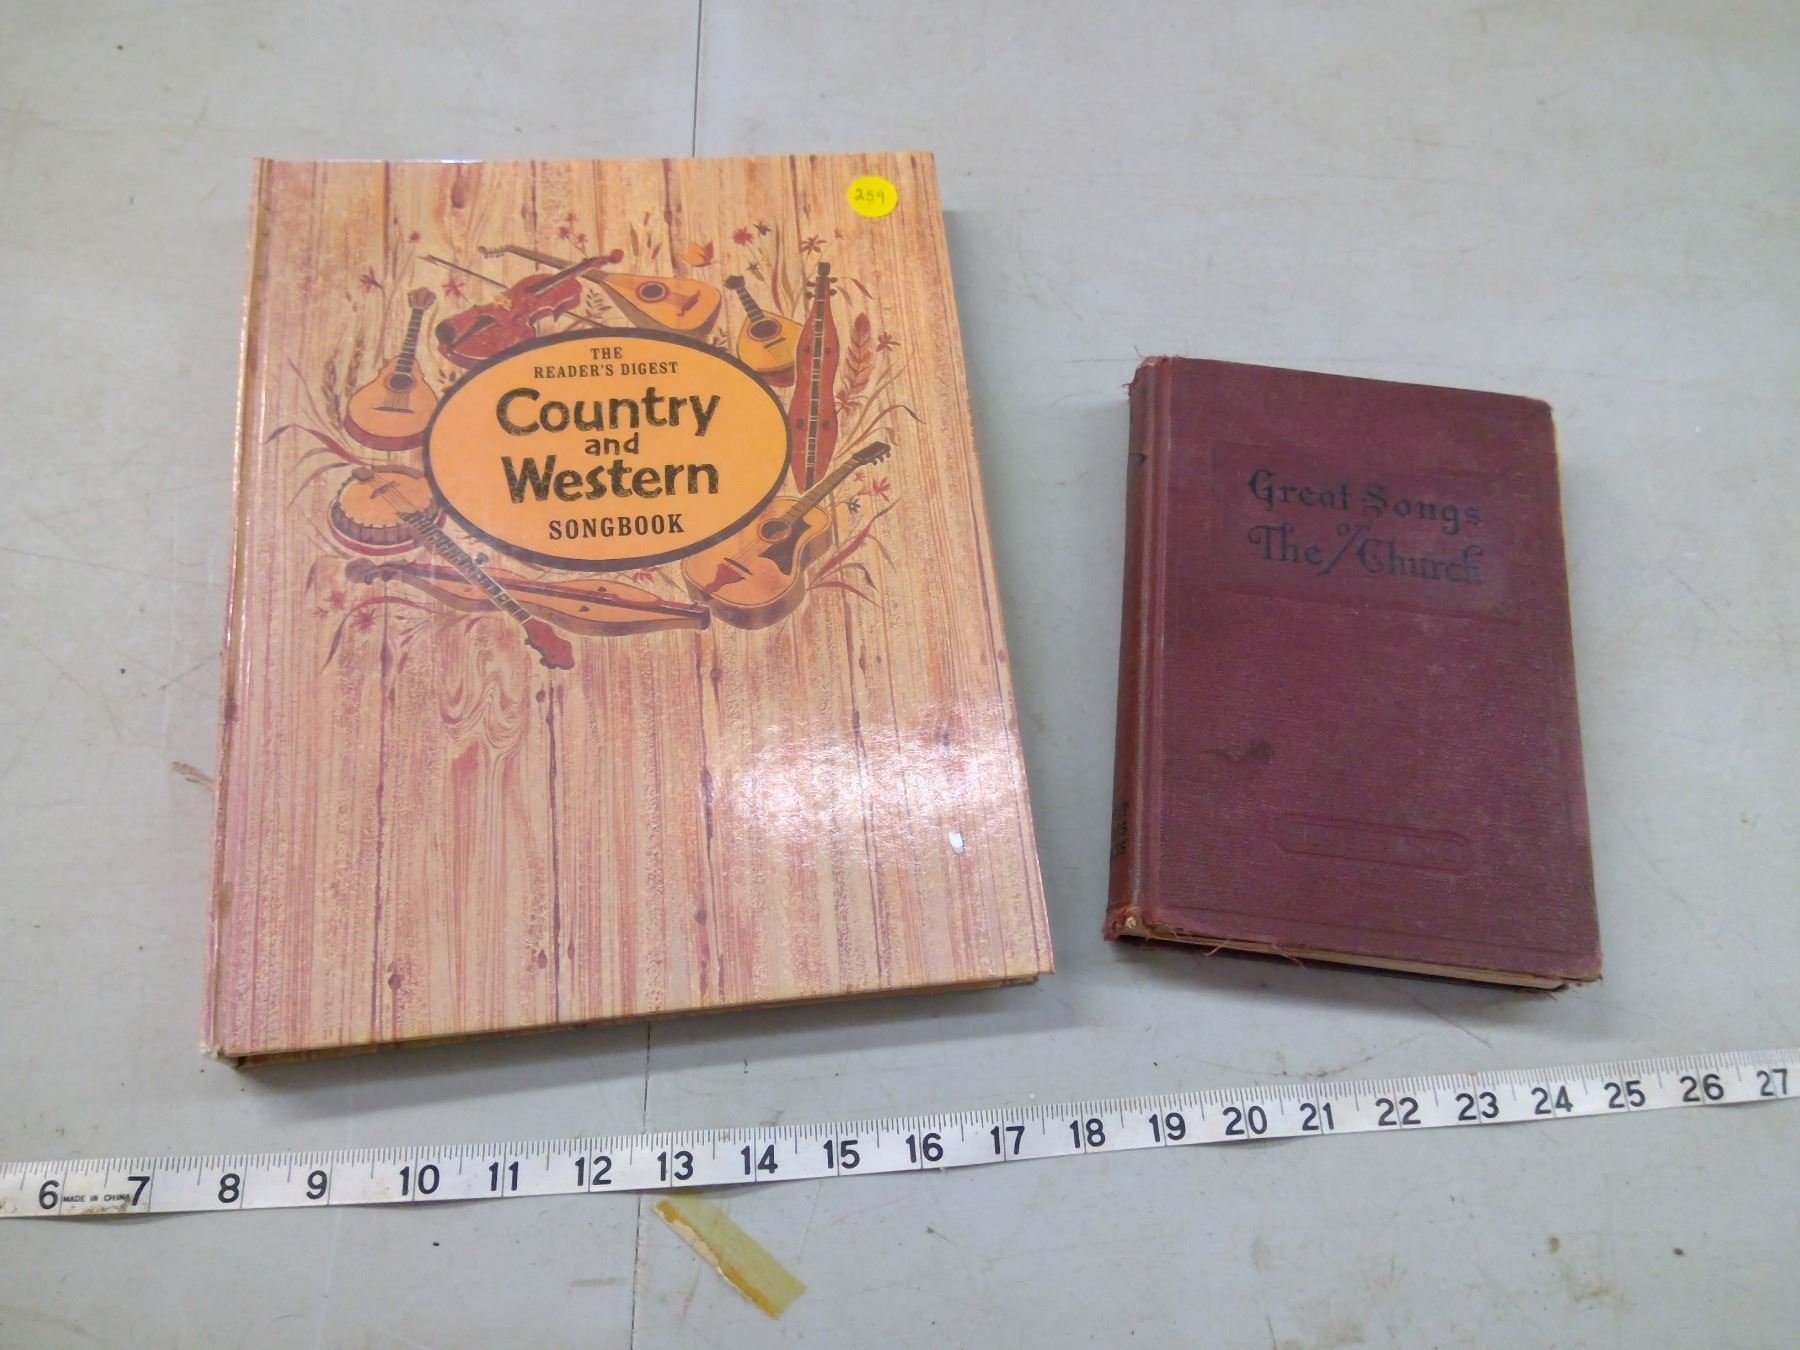 259
THE
READER'S DIGEST
Country
and
Western
SONGBOOK
Great Songs
of
The Church
6 MADE IN CHINA 7 8 9 10 11 12 13 14 15 16 17 18 19 20 21 22 23 24 25 26 27